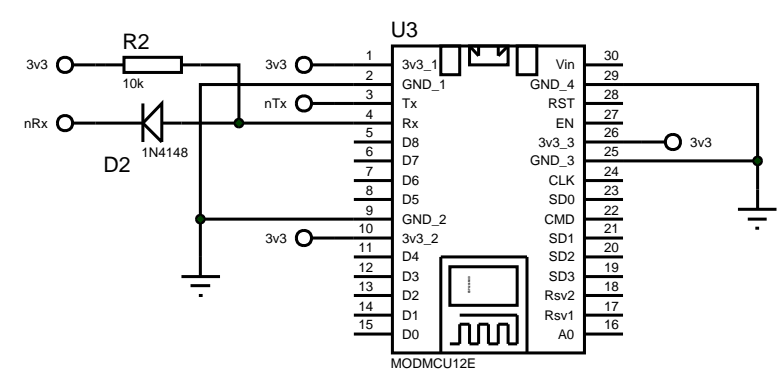 U3
R2
3v3
10k
nRx
D2
1N4148
3v3
nTx
3v3
1 3v3_1
2 GND_1
3 Tx
4 Rx
5 D8
6 D7
7 D6
8 D5
9 GND_2
10 3v3_2
11 D4
12 D3
13 D2
14 D1
15 D0
Vin 30
GND_4 29
RST 28
EN 27
3v3_3 26
3v3
GND_3 25
CLK 24
SD0 23
CMD 22
SD1 21
SD2 20
SD3 19
Rsv2 18
Rsv1 17
A0 16
MODMCU12E